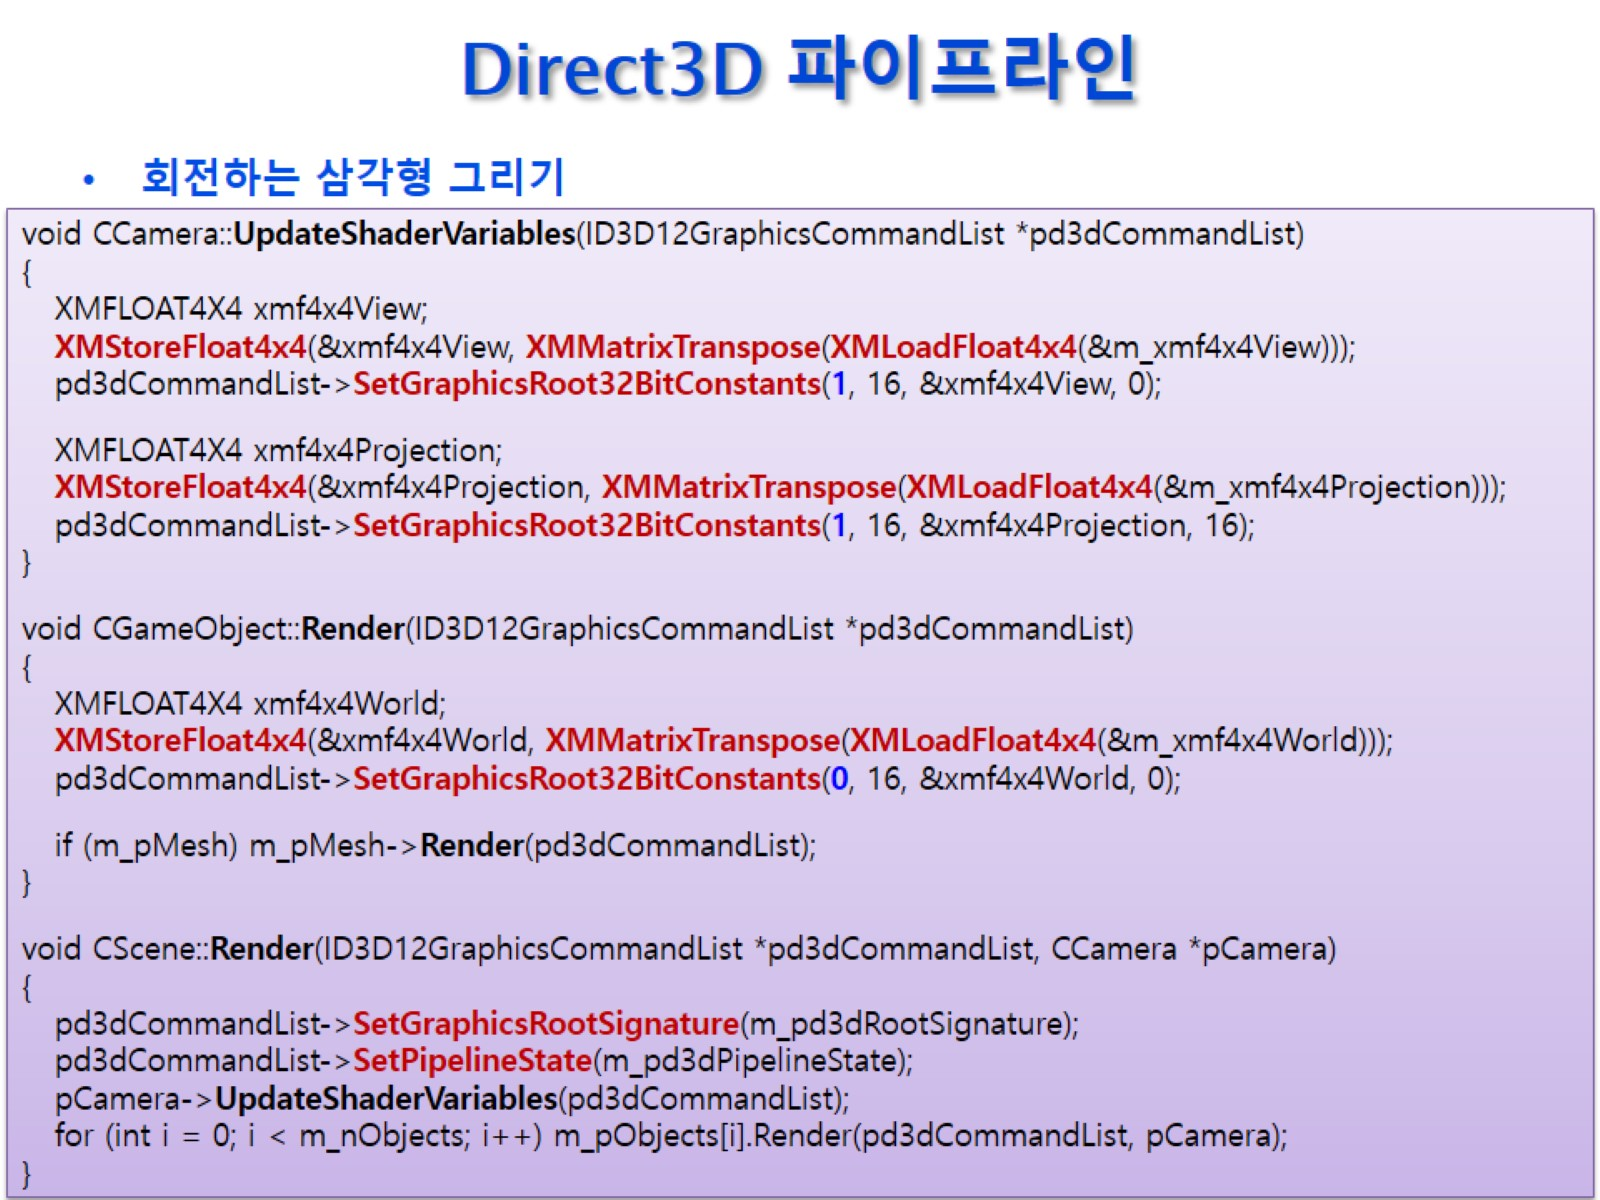 Direct3D 파이프라인
• 회전하는 삼각형 그리기
void CCamera::UpdateShaderVariables(ID3D12GraphicsCommandList *pd3dCommandList)
{
XMFLOAT4X4 xmf4x4View;
XMStoreFloat4x4(&xmf4x4View, XMMatrixTranspose(XMLoadFloat4x4(&m_xmf4x4View)));
pd3dCommandList->SetGraphicsRoot32BitConstants(1, 16, &xmf4x4View, 0);
XMFLOAT4X4 xmf4x4Projection;
XMStoreFloat4x4(&xmf4x4Projection, XMMatrixTranspose(XMLoadFloat4x4(&m_xmf4x4Projection)));
pd3dCommandList->SetGraphicsRoot32BitConstants(1, 16, &xmf4x4Projection, 16);
}
void CGameObject::Render(ID3D12GraphicsCommandList *pd3dCommandList)
{
XMFLOAT4X4 xmf4x4World;
XMStoreFloat4x4(&xmf4x4World, XMMatrixTranspose(XMLoadFloat4x4(&m_xmf4x4World)));
pd3dCommandList->SetGraphicsRoot32BitConstants(0, 16, &xmf4x4World, 0);
if (m_pMesh) m_pMesh->Render(pd3dCommandList);
}
void CScene::Render(ID3D12GraphicsCommandList *pd3dCommandList, CCamera *pCamera)
{
pd3dCommandList->SetGraphicsRootSignature(m_pd3dRootSignature);
pd3dCommandList->SetPipelineState(m_pd3dPipelineState);
pCamera->UpdateShaderVariables(pd3dCommandList);
for (int i = 0; i < m_nObjects; i++) m_pObjects[i].Render(pd3dCommandList, pCamera);
}